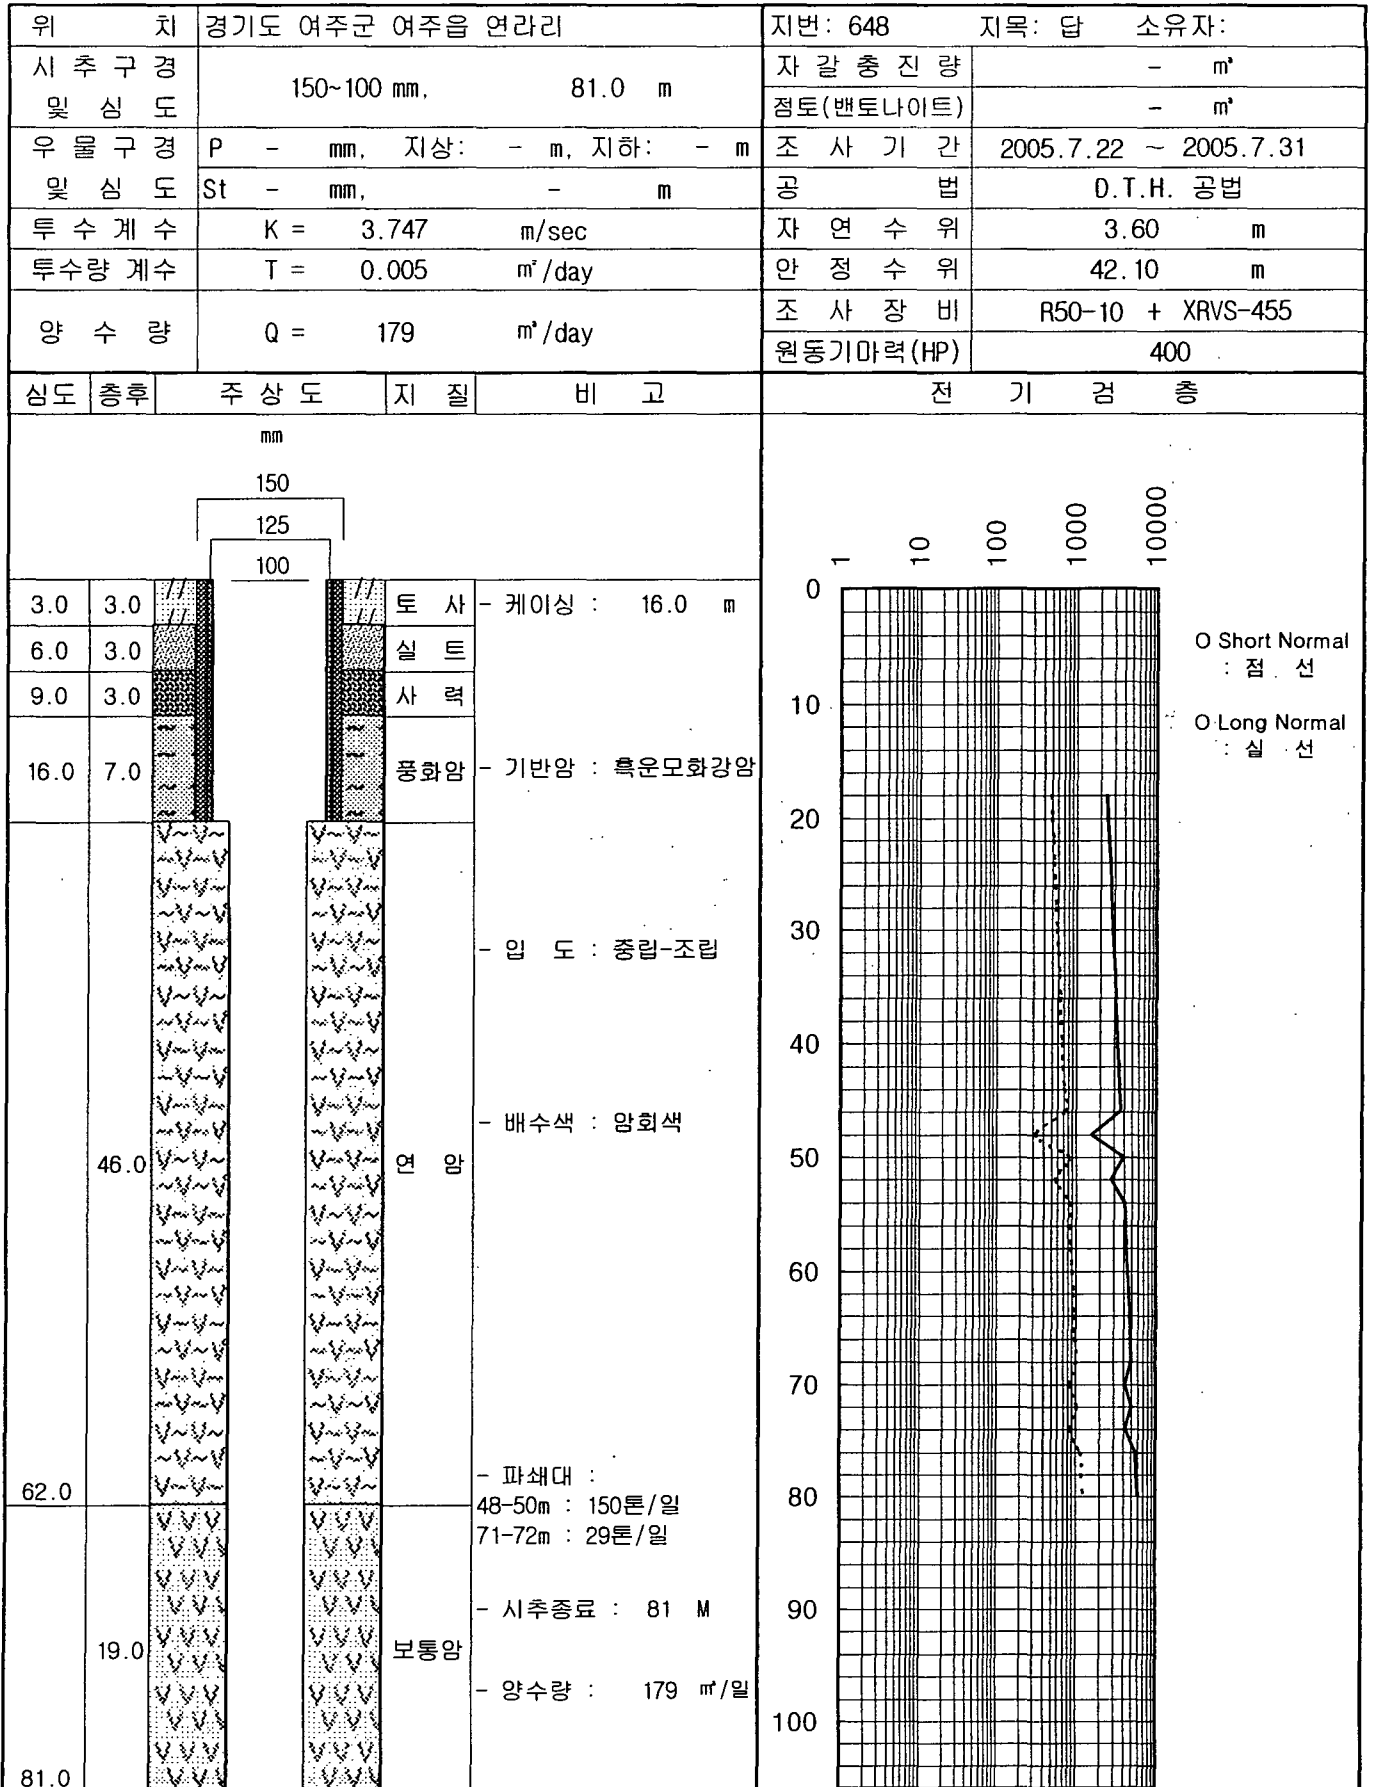 위 치 경기도 여주군 여주읍 연라리 지번: 648 지목: 답 소유자:
시 추 구 경 및 심 도 150~100 mm, 81.0 m 자 갈 충 진 량 - ㎥
점토(밴토나이트) - ㎥
우 물 구 경 및 심 도 P - mm, 지상: - m, 지하: - m 조 사 기 간 2005.7.22 ~ 2005.7.31
St - mm, - m 공 법 D.T.H. 공법
투 수 계 수 K = 3.747 m/sec 자 연 수 위 3.60 m
투수량 계수 T = 0.005 ㎡/day 안 정 수 위 42.10 m
양 수 량 Q = 179 ㎥/day 조 사 장 비 R50-10 + XRVS-455
원동기마력(HP) 400
심도 층후 주 상 도 지 질 비 고 전 기 검 층
mm
150
125
100
3.0 3.0 토 사 - 케이싱 : 16.0 m
6.0 3.0 실 트
9.0 3.0 사 력
16.0 7.0 풍화암 - 기반암 : 흑운모화강암
- 입 도 : 중립-조립
- 배수색 : 암회색
46.0 연 암
62.0
- 파쇄대 :
48-50m : 150톤/일
71-72m : 29톤/일
- 시추종료 : 81 M
19.0 보통암
- 양수량 : 179 ㎥/일
81.0
1 10 100 1000 10000
0
10
20
30
40
50
60
70
80
90
100
O Short Normal
: 점 선
O Long Normal
: 실 선